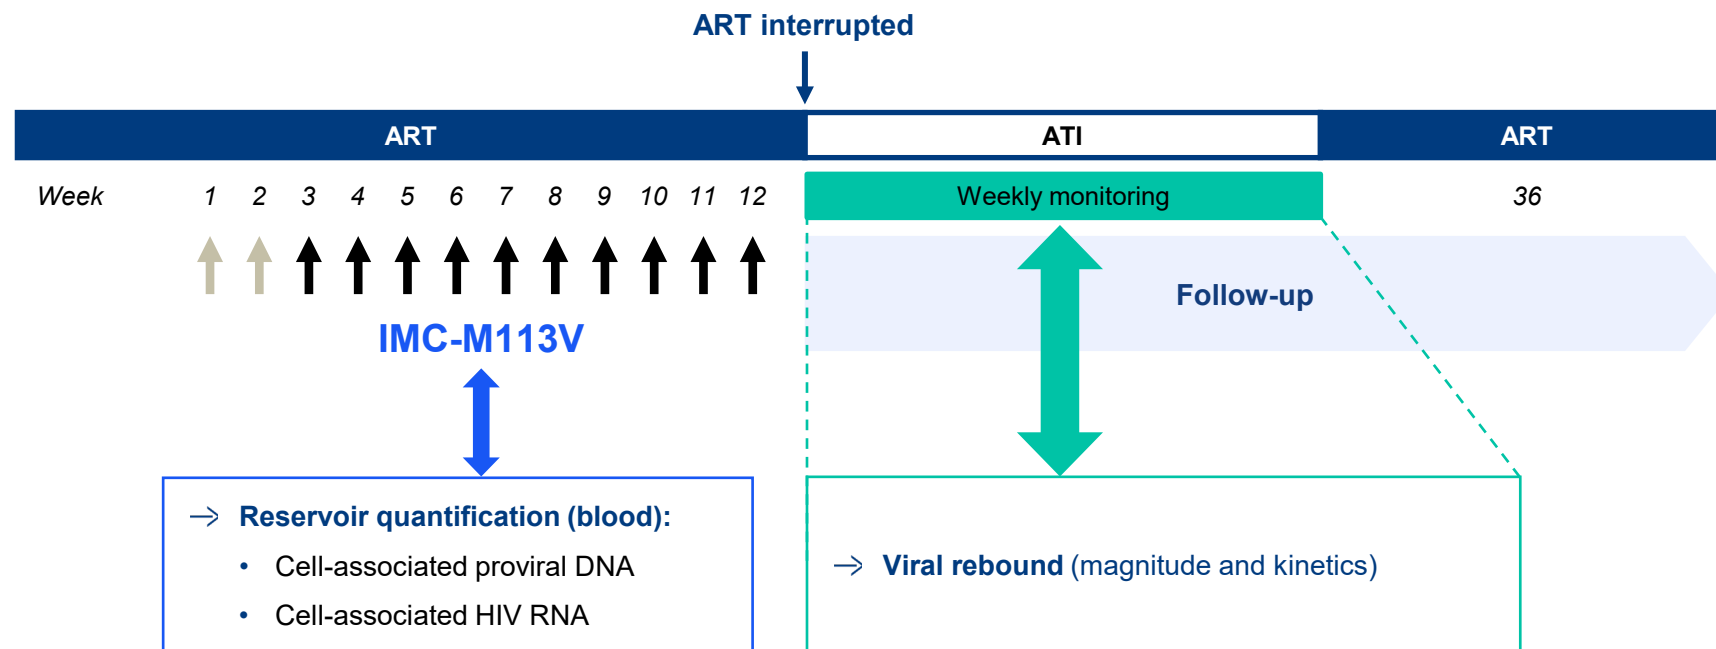 ART interrupted
ART ATI ART
Week 1 2 3 4 5 6 7 8 9 10 11 12 Weekly monitoring 36
Follow-up
IMC-M113V
→ Reservoir quantification (blood):
• Cell-associated proviral DNA
• Cell-associated HIV RNA
→ Viral rebound (magnitude and kinetics)